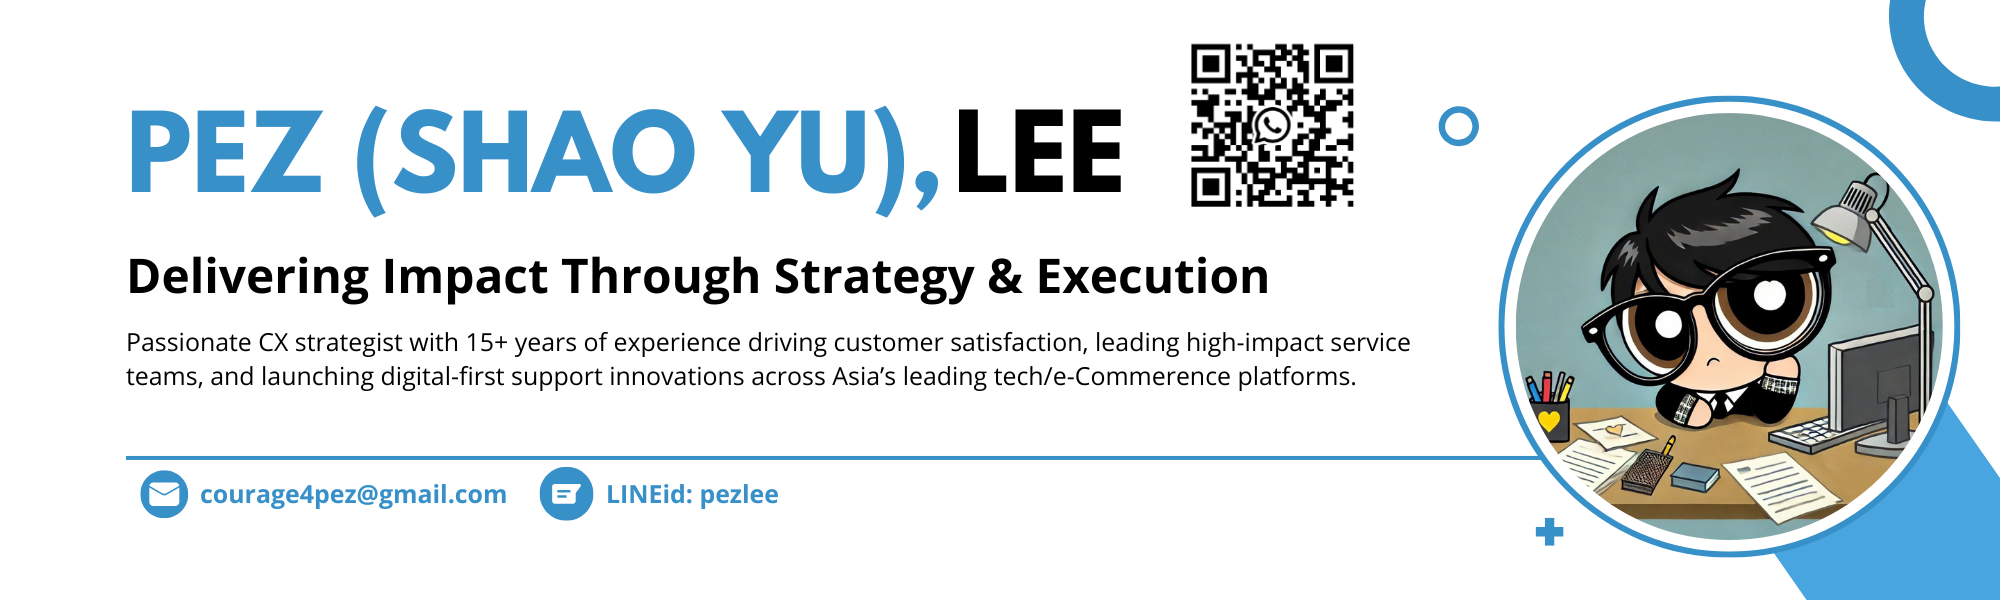 PEZ (SHAO YU), LEE
Delivering Impact Through Strategy & Execution
Passionate CX strategist with 15+ years of experience driving customer satisfaction, leading high-impact service
teams, and launching digital-first support innovations across Asia’s leading tech/e-Commerence platforms.
courage4pez@gmail.com
LINEid: pezlee